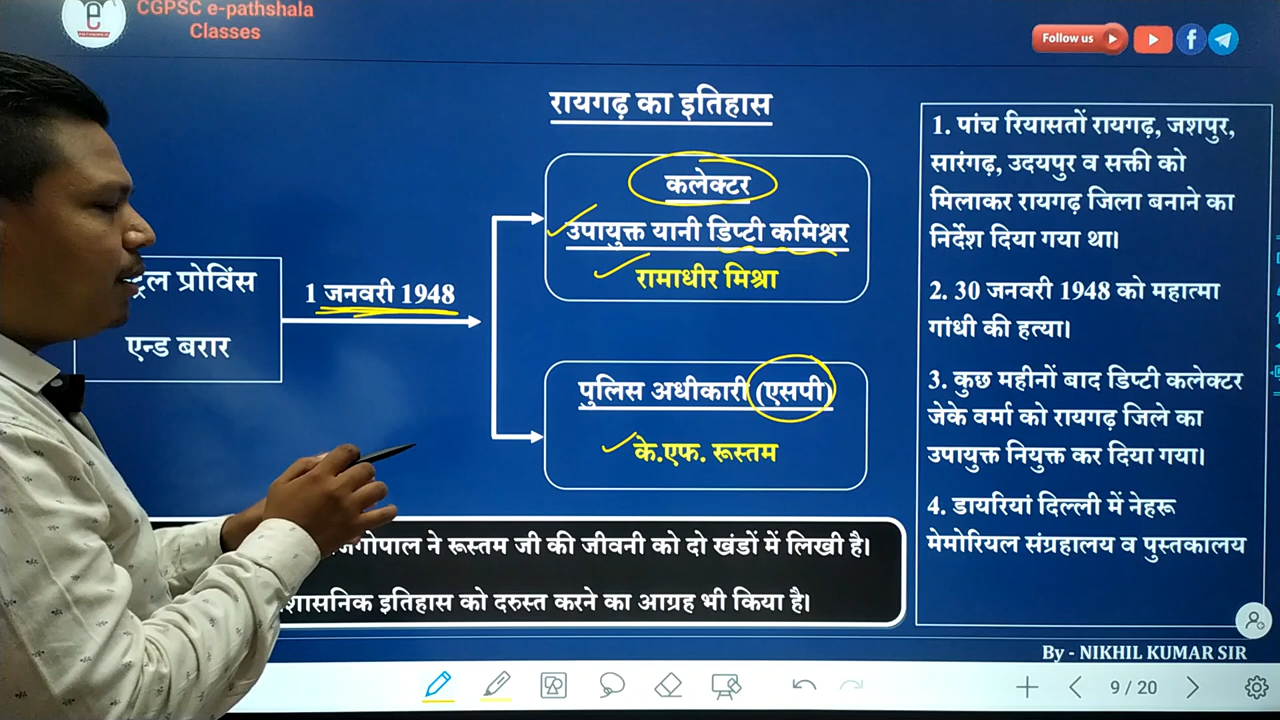 CGPSC e-pathshala
Classes
e
Follow us
रायगढ़ का इतिहास
कलेक्टर
उपायुक्त यानी डिप्टी कमिश्नर
रामाधीर मिश्रा
प्रोविंस
एन्ड बरार
1 जनवरी 1948
पुलिस अधीकारी (एसपी)
के.एफ. रूस्तम
ने रूस्तम जी की जीवनी को दो खंडों में लिखी है।
इतिहास को दरुस्त करने का आग्रह भी किया है।
1. पांच रियासतों रायगढ़, जशपुर,
सारंगढ़, उदयपुर व सक्ती को
मिलाकर रायगढ़ जिला बनाने का
निर्देश दिया गया था।
2. 30 जनवरी 1948 को महात्मा
गांधी की हत्या।
3. कुछ महीनों बाद डिप्टी कलेक्टर
जेके वर्मा को रायगढ़ जिले का
उपायुक्त नियुक्त कर दिया गया।
4. डायरियां दिल्ली में नेहरू
मेमोरियल संग्रहालय व पुस्तकालय
By - NIKHIL KUMAR SIR
9 / 20